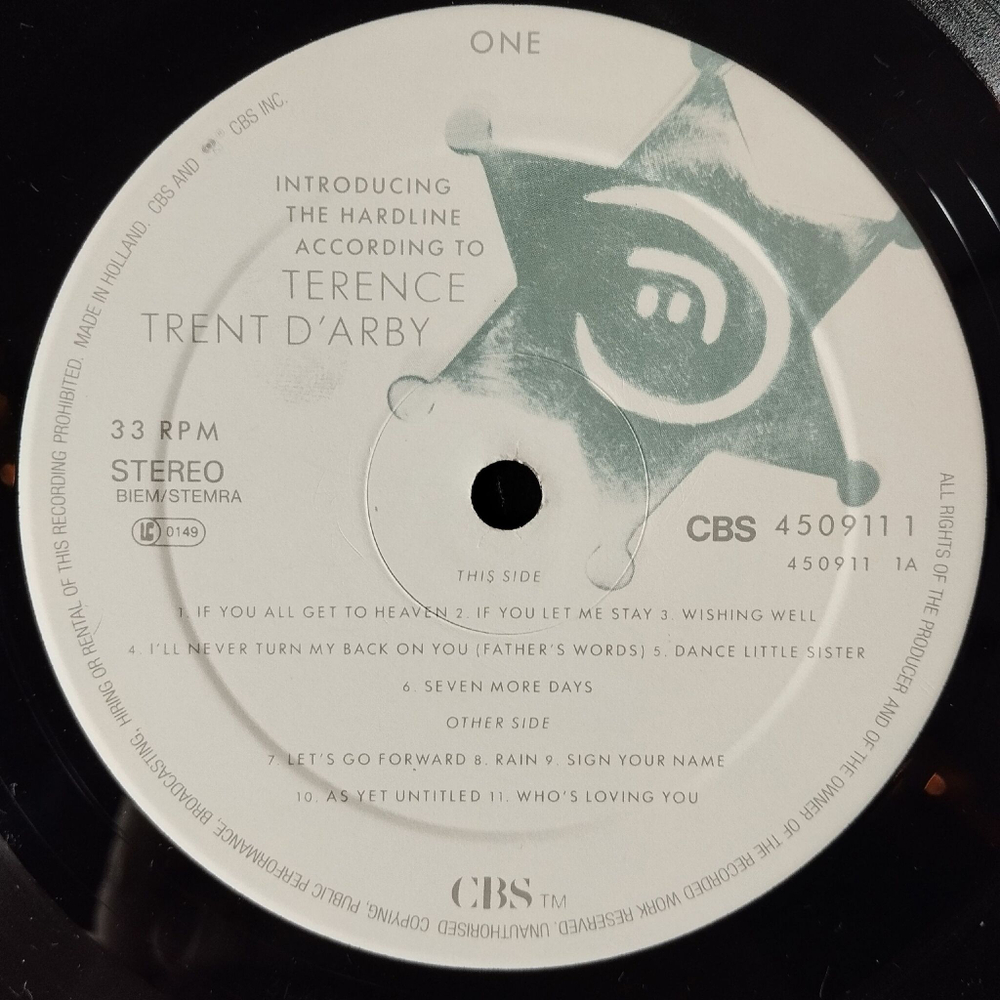 ONE
INTRODUCING
THE HARDLINE
ACCORDING TO
TERENCE
TRENT D'ARBY
33 RPM
STEREO
BIEM/STEMRA
LC 0149
CBS 450911 1
450911 1A
THIS SIDE
1. IF YOU ALL GET TO HEAVEN 2. IF YOU LET ME STAY 3. WISHING WELL
4. I'LL NEVER TURN MY BACK ON YOU (FATHER'S WORDS) 5. DANCE LITTLE SISTER
6. SEVEN MORE DAYS
OTHER SIDE
7. LET'S GO FORWARD 8. RAIN 9. SIGN YOUR NAME
10. AS YET UNTITLED 11. WHO'S LOVING YOU
CBS TM
ALL RIGHTS OF THE PRODUCER AND OF THE OWNER OF THE RECORDED WORK RESERVED. UNAUTHORISED COPYING, PUBLIC PERFORMANCE, BROADCASTING, HIRING OR RENTAL OF THIS RECORDING PROHIBITED. MADE IN HOLLAND. CBS AND CBS INC.